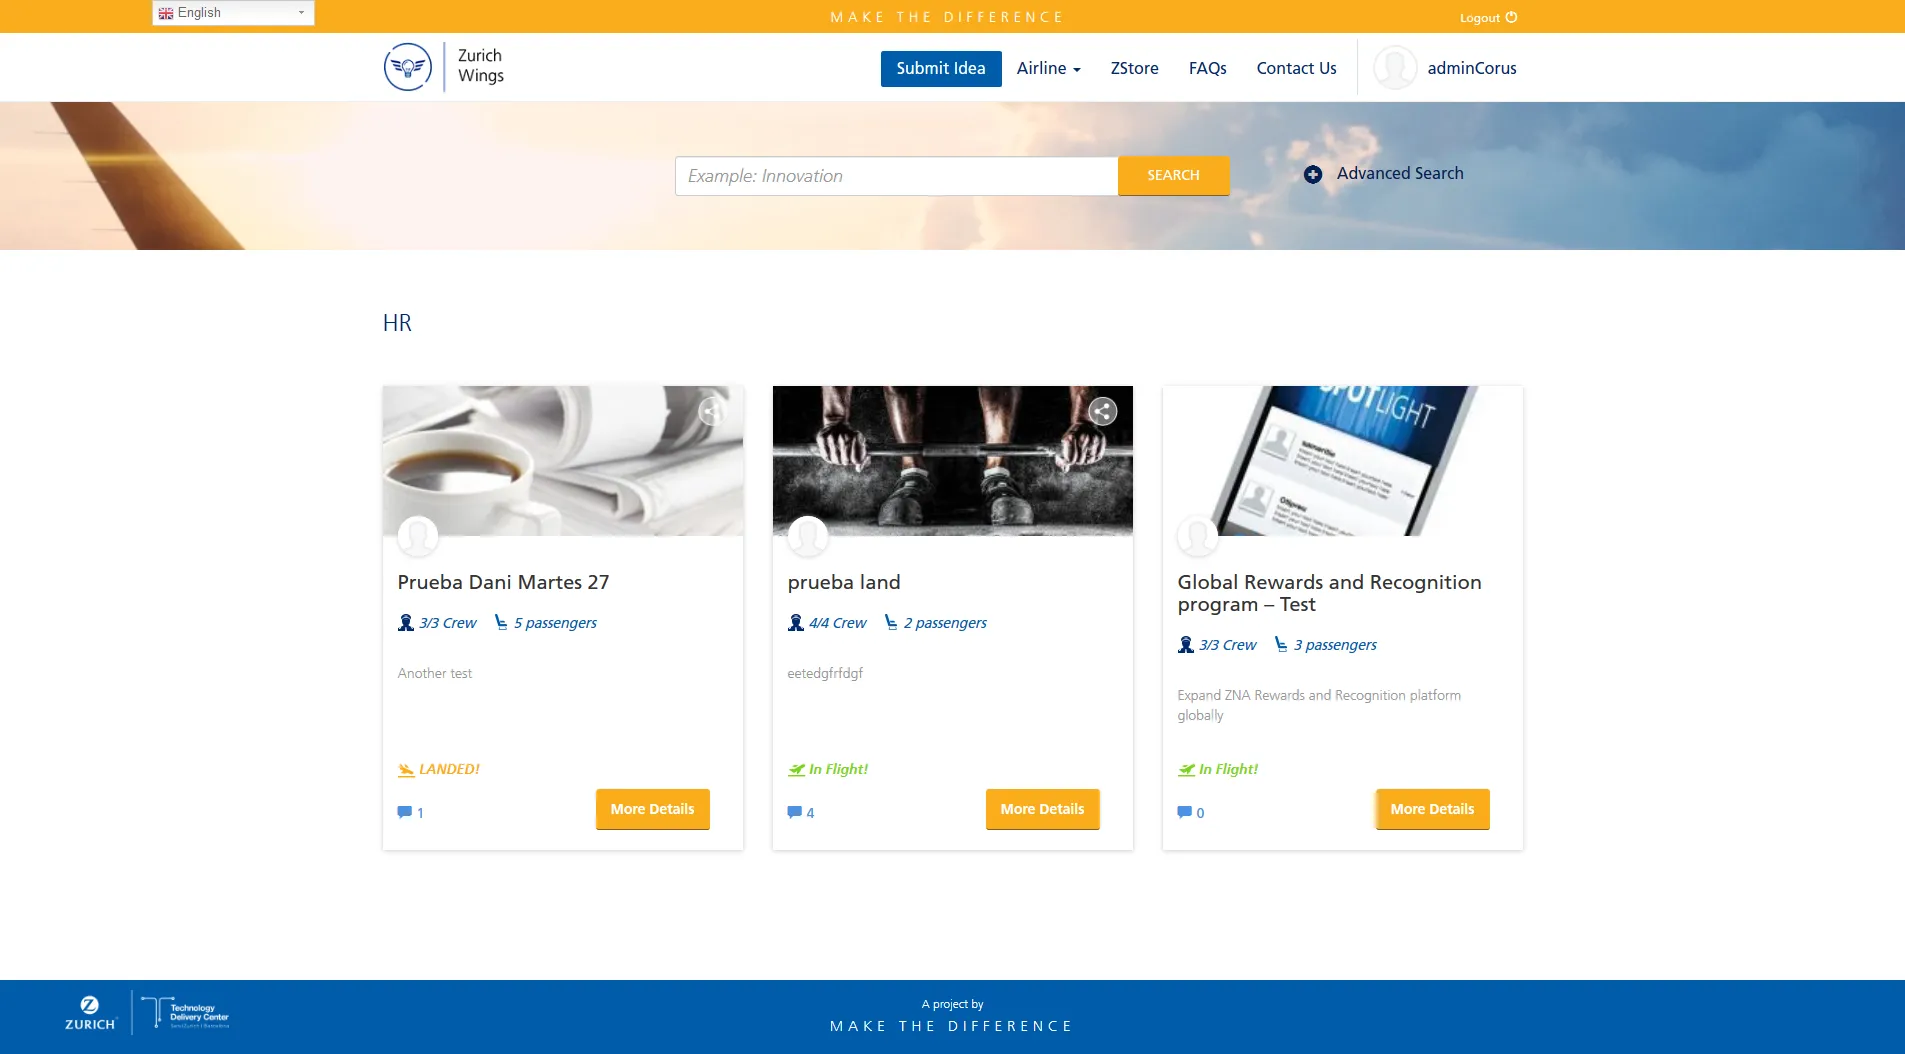 English
MAKE THE DIFFERENCE
Logout
Zurich
Wings
Submit Idea
Airline
ZStore
FAQs
Contact Us
adminCorus
Example: Innovation
SEARCH
Advanced Search
HR
SPOTLIGHT
Prueba Dani Martes 27
3/3 Crew
5 passengers
Another test
LANDED!
1
More Details
prueba land
4/4 Crew
2 passengers
eetedgfrfdgf
In Flight!
4
More Details
Global Rewards and Recognition
program – Test
3/3 Crew
3 passengers
Expand ZNA Rewards and Recognition platform
globally
In Flight!
0
More Details
ZURICH
Technology
Delivery Center
A project by
MAKE THE DIFFERENCE